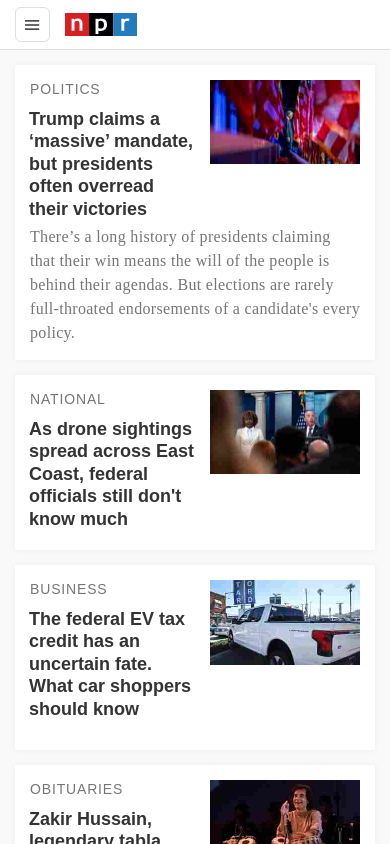 npr
POLITICS
Trump claims a
‘massive’ mandate,
but presidents
often overread
their victories
There’s a long history of presidents claiming
that their win means the will of the people is
behind their agendas. But elections are rarely
full-throated endorsements of a candidate's every
policy.
NATIONAL
As drone sightings
spread across East
Coast, federal
officials still don't
know much
BUSINESS
The federal EV tax
credit has an
uncertain fate.
What car shoppers
should know
OBITUARIES
Zakir Hussain,
legendary tabla